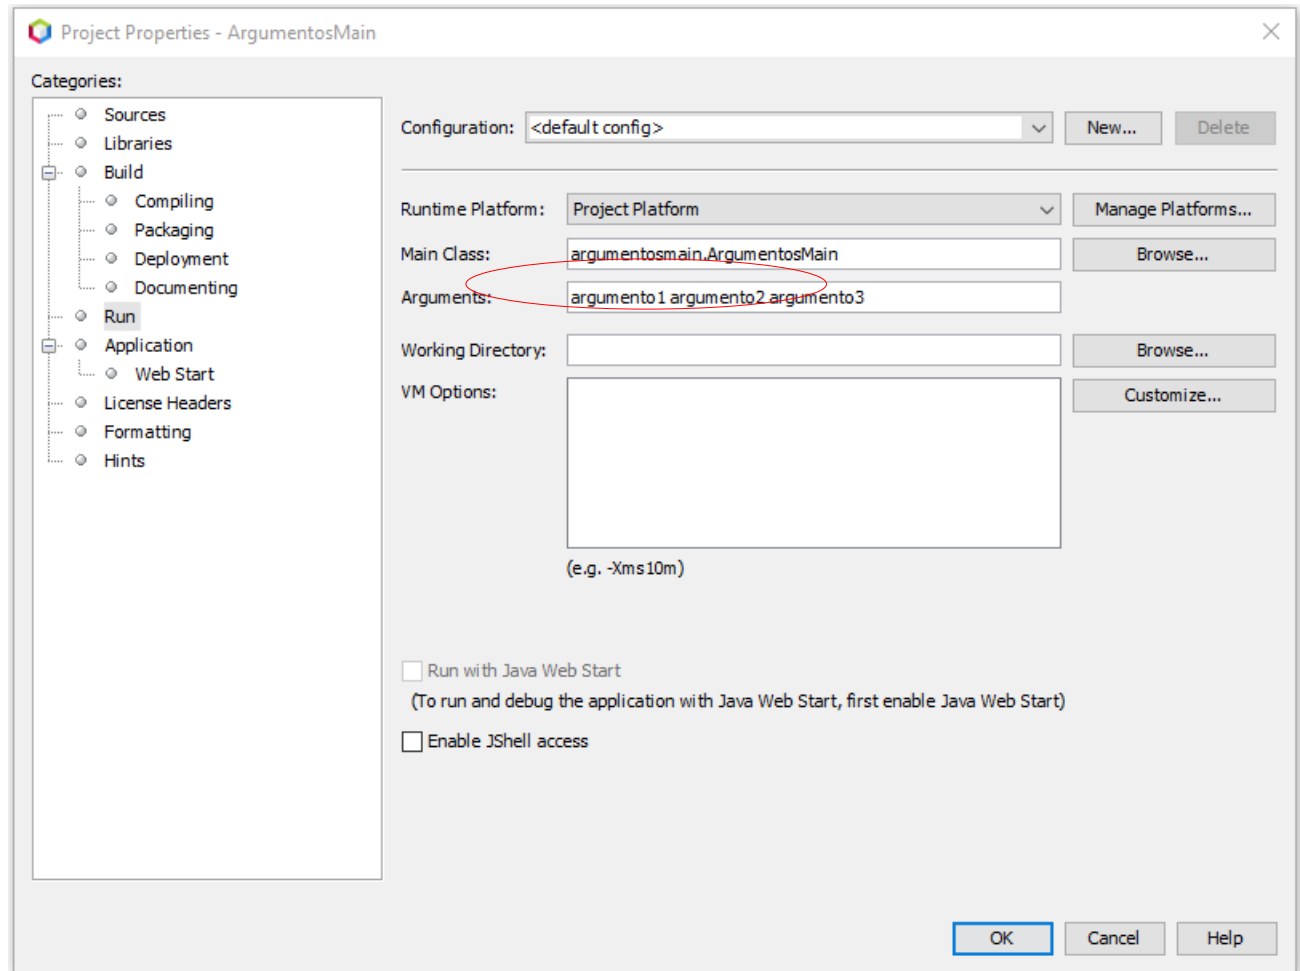 Project Properties - ArgumentosMain
Categories:
Sources
Libraries
Build
Compiling
Packaging
Deployment
Documenting
Run
Application
Web Start
License Headers
Formatting
Hints
Configuration: <default config> New... Delete
Runtime Platform: Project Platform Manage Platforms...
Main Class: argumentosmain.ArgumentosMain Browse...
Arguments: argumento1 argumento2 argumento3
Working Directory: Browse...
VM Options: Customize...
(e.g. -Xms10m)
Run with Java Web Start
(To run and debug the application with Java Web Start, first enable Java Web Start)
Enable JShell access
OK Cancel Help